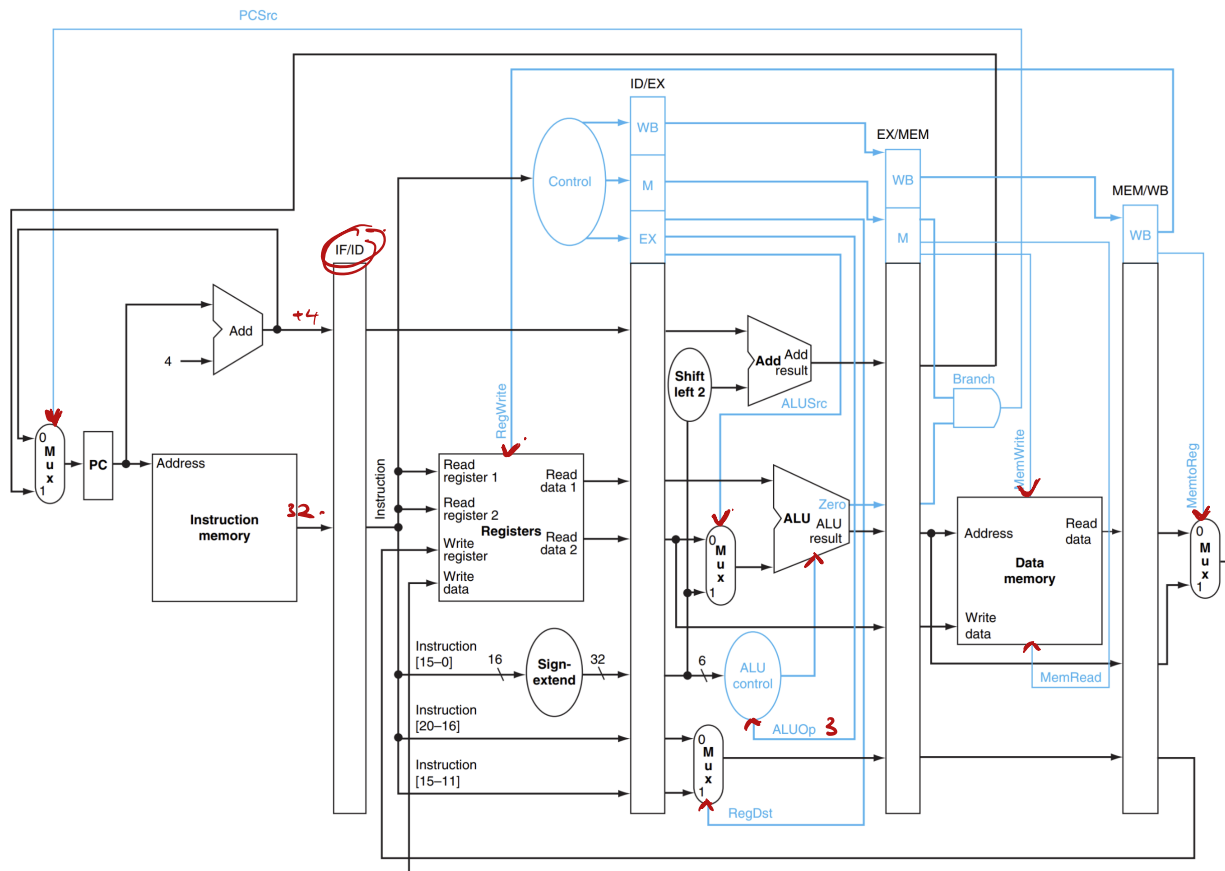 PCSrc
ID/EX
WB
M
EX
Control
EX/MEM
WB
M
MEM/WB
WB
IF/ID
+4
Add
4
Add
Add
result
Shift
left 2
Branch
ALUSrc
RegWrite
MemWrite
MemtoReg
0
M
u
x
1
PC
Address
Instruction
memory
32.
Instruction
Read
register 1
Read
register 2
Write
register
Write
data
Registers
Read
data 1
Read
data 2
0
M
u
x
1
Zero
ALU
ALU
result
Address
Data
memory
Write
data
Read
data
0
M
u
x
1
MemRead
Instruction
[15–0]
16
Sign-
extend
32
6
ALU
control
ALUOp 3
Instruction
[20–16]
Instruction
[15–11]
0
M
u
x
1
RegDst